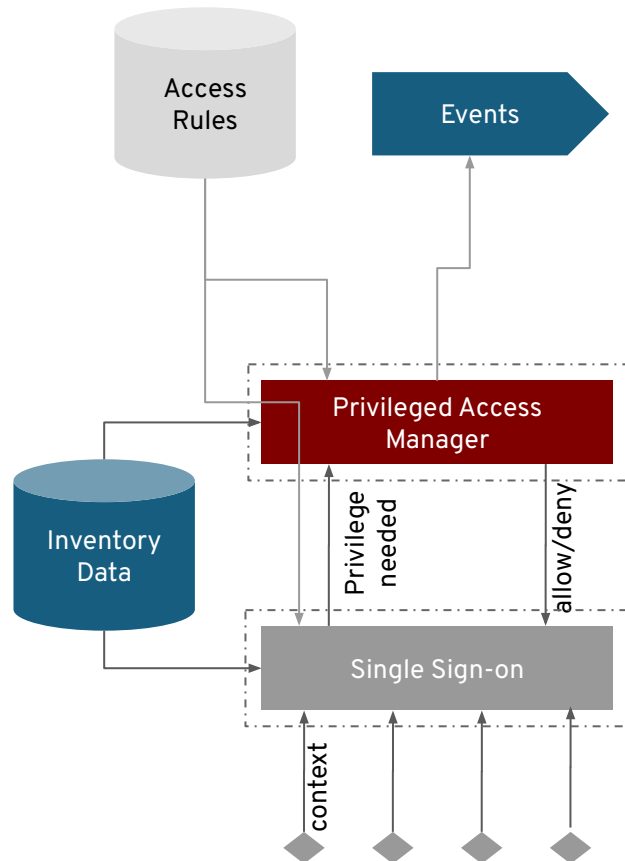 Access
Rules
Events
Privileged Access
Manager
Inventory
Data
Privilege
needed
allow/deny
Single Sign-on
context